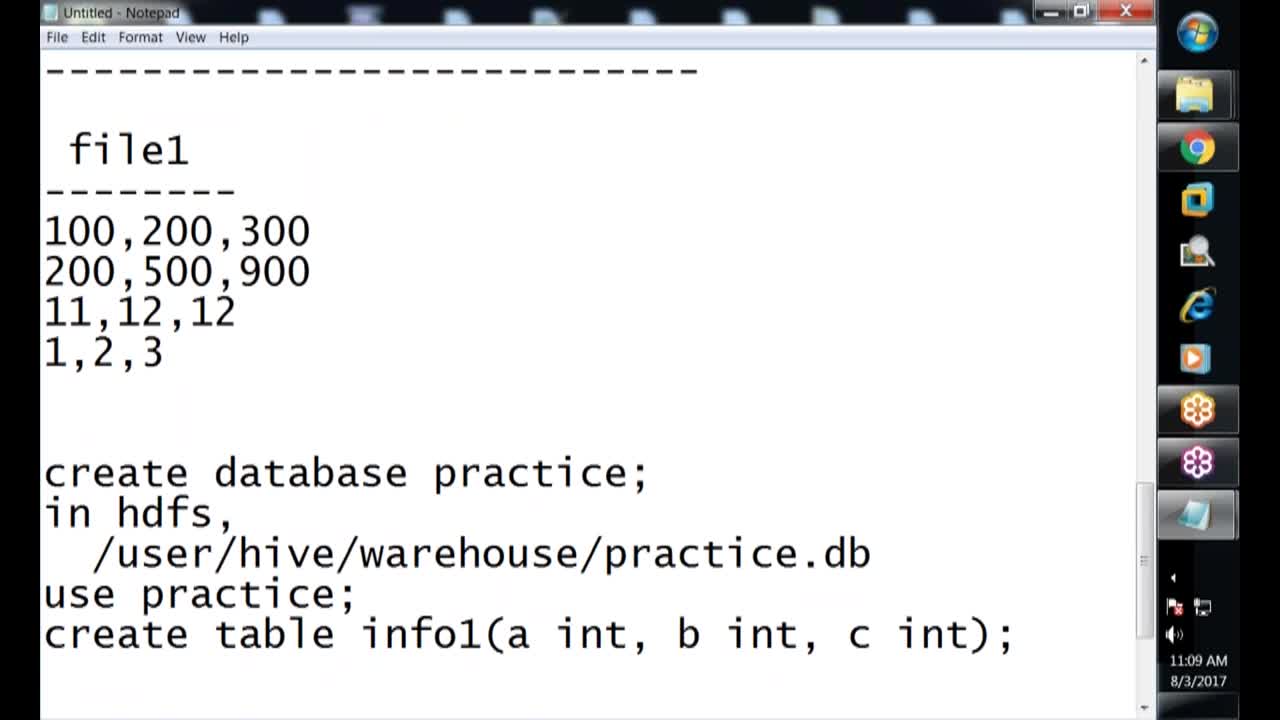 Untitled - Notepad
File Edit Format View Help
---------------------------
file1
--------
100,200,300
200,500,900
11,12,12
1,2,3
create database practice;
in hdfs,
/user/hive/warehouse/practice.db
use practice;
create table info1(a int, b int, c int);
11:09 AM
8/3/2017